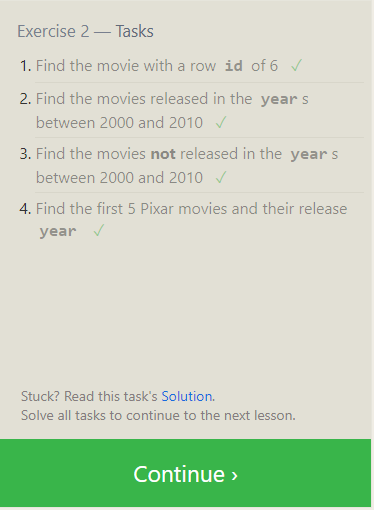 Exercise 2 — Tasks
1. Find the movie with a row id of 6 ✓
2. Find the movies released in the year s
between 2000 and 2010 ✓
3. Find the movies not released in the year s
between 2000 and 2010 ✓
4. Find the first 5 Pixar movies and their release
year ✓
Stuck? Read this task's Solution.
Solve all tasks to continue to the next lesson.
Continue ›